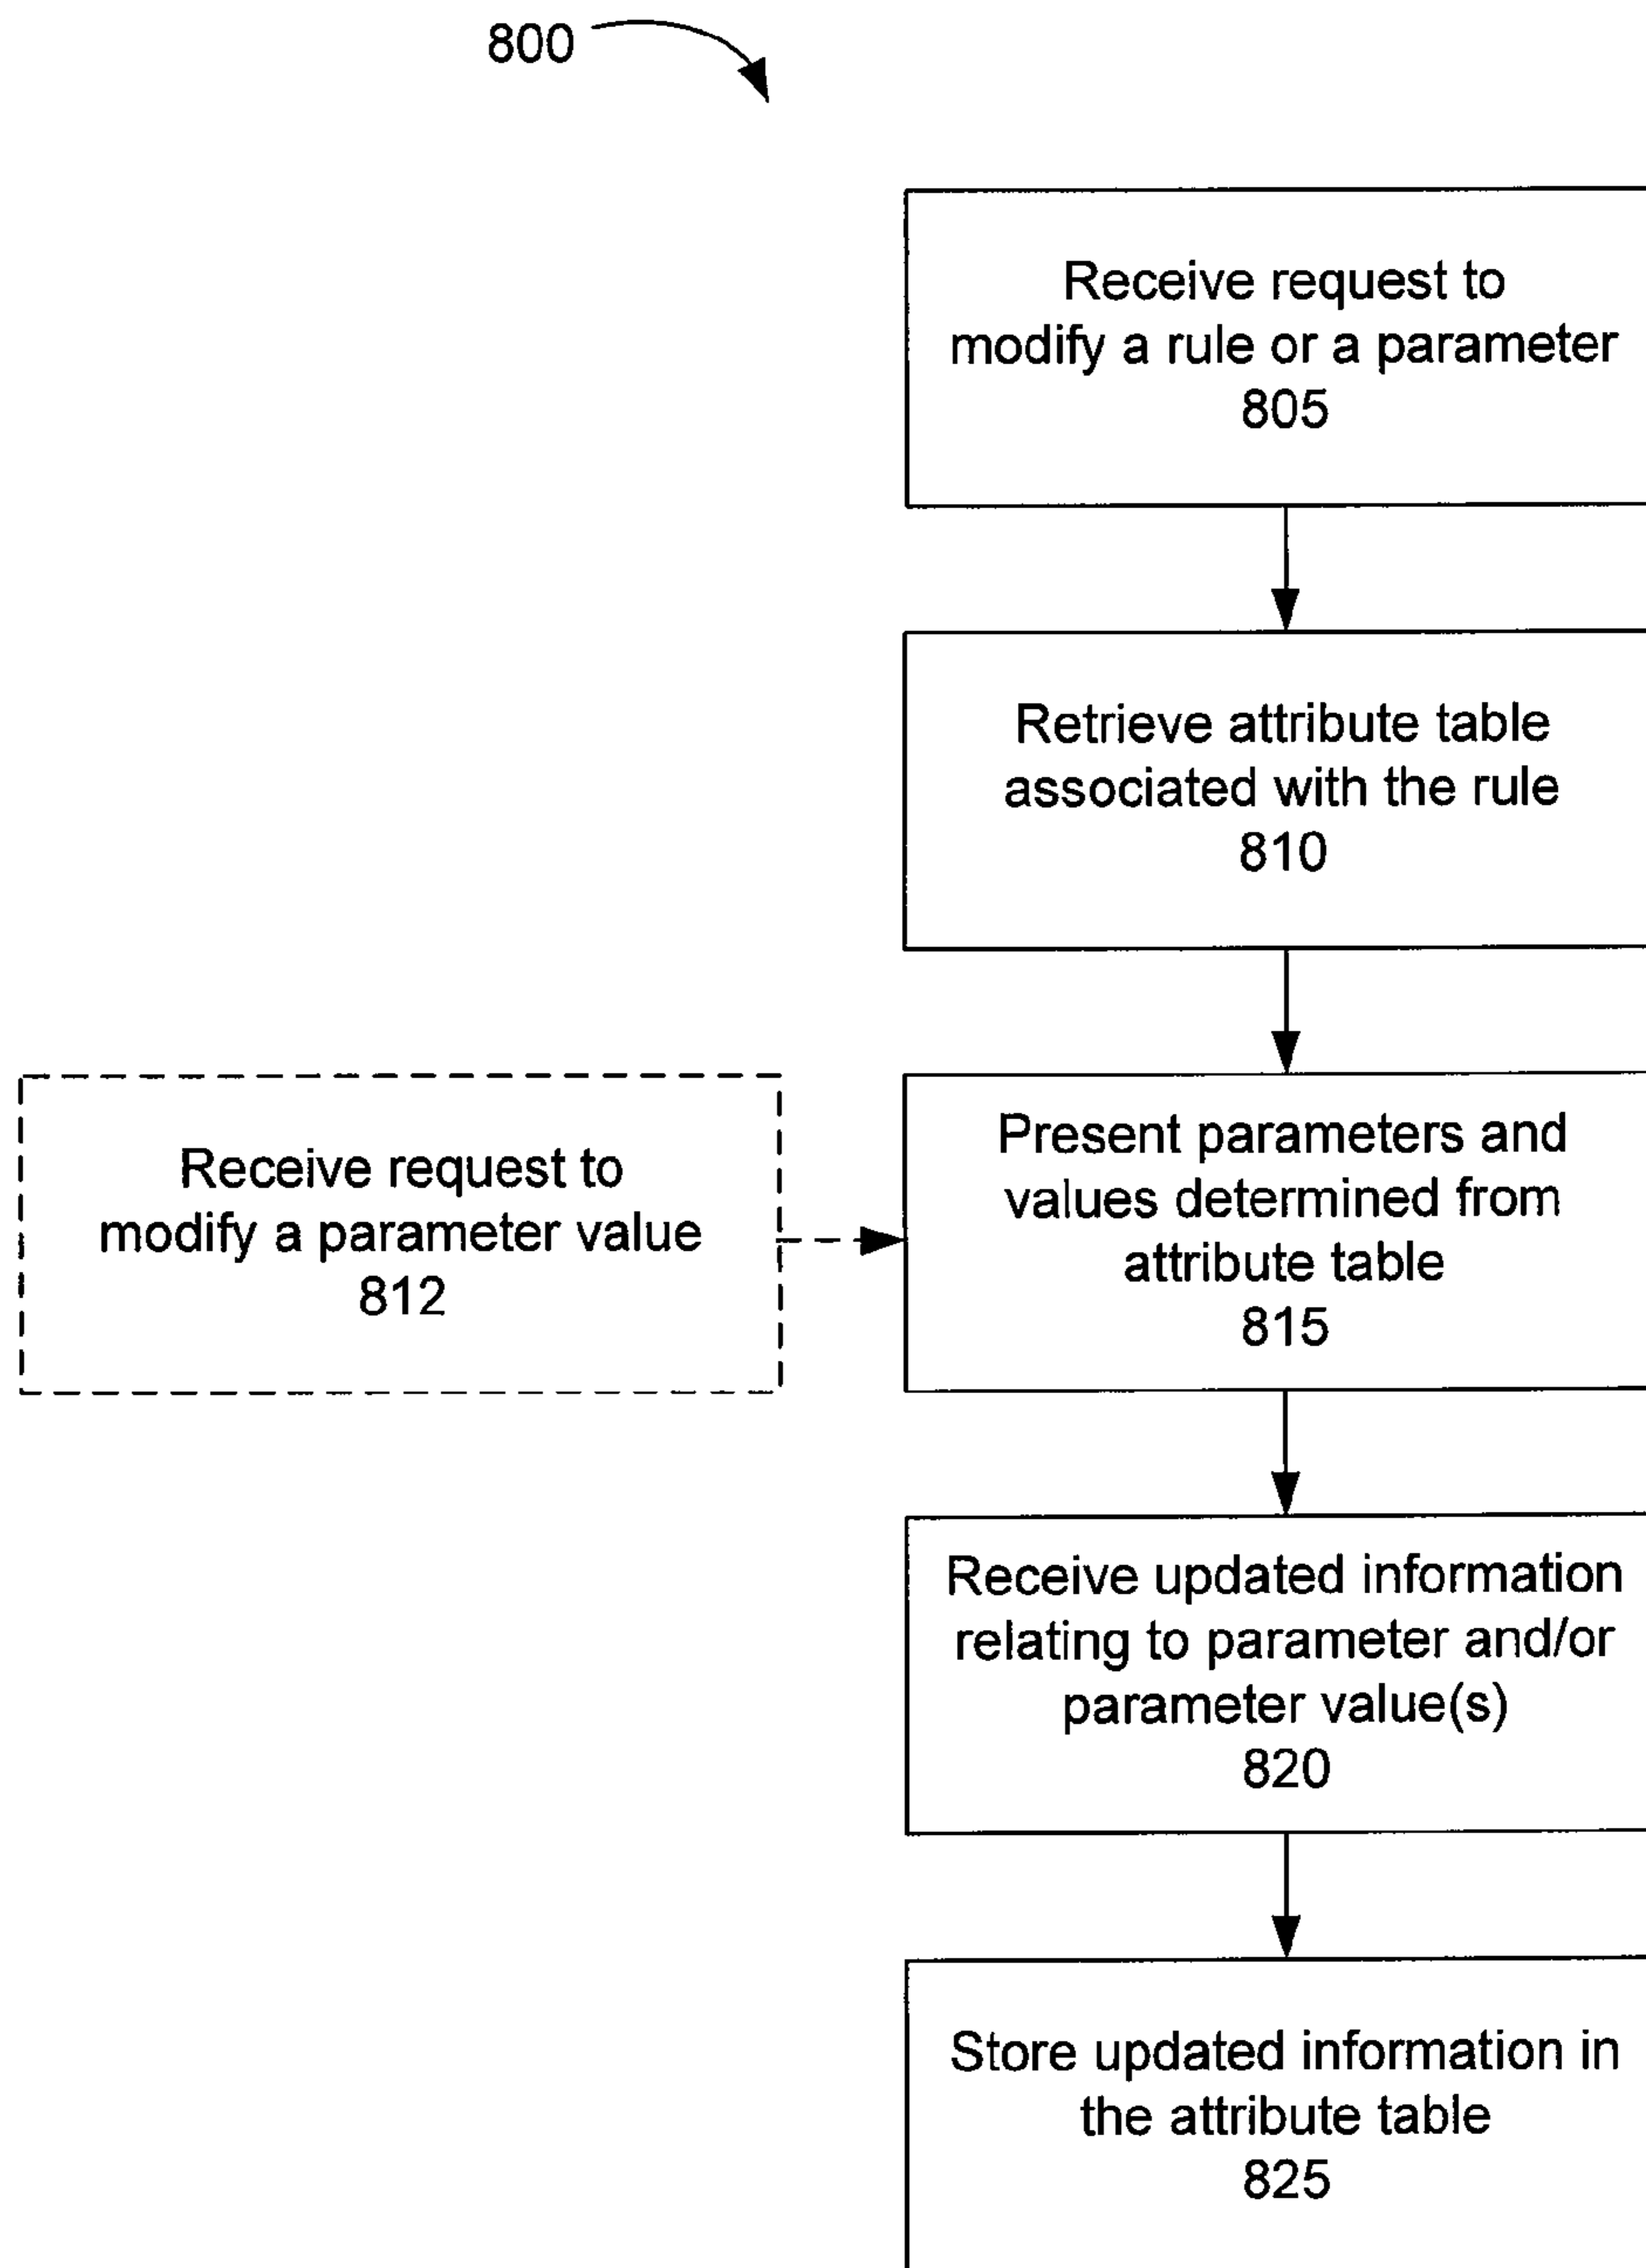 800
Receive request to
modify a rule or a parameter
805
Retrieve attribute table
associated with the rule
810
Receive request to
modify a parameter value
812
Present parameters and
values determined from
attribute table
815
Receive updated information
relating to parameter and/or
parameter value(s)
820
Store updated information in
the attribute table
825